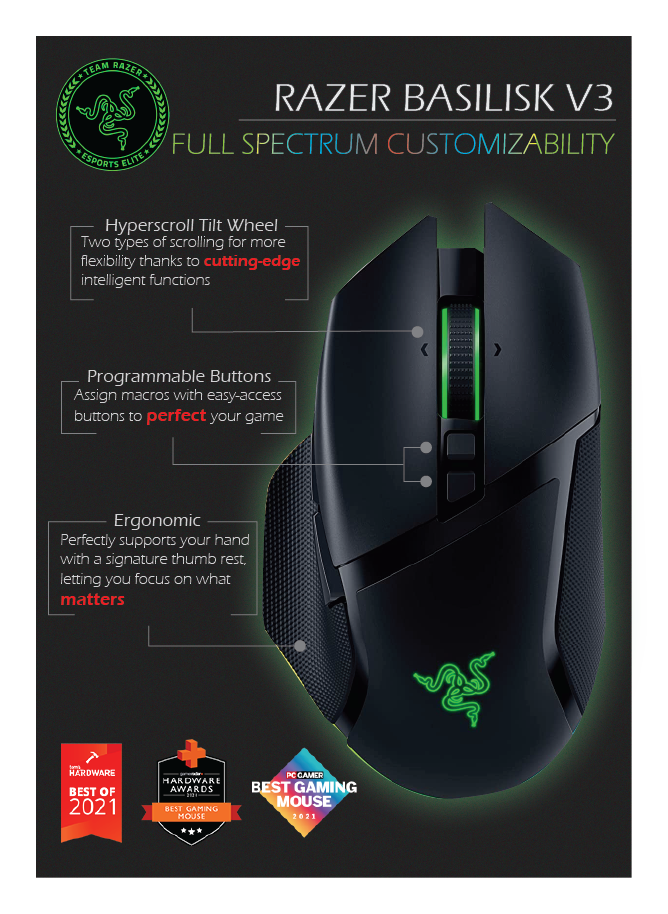 TEAM RAZER
ESPORTS ELITE
RAZER BASILISK V3
FULL SPECTRUM CUSTOMIZABILITY
Hyperscroll Tilt Wheel
Two types of scrolling for more
flexibility thanks to cutting-edge
intelligent functions
Programmable Buttons
Assign macros with easy-access
buttons to perfect your game
Ergonomic
Perfectly supports your hand
with a signature thumb rest,
letting you focus on what
matters
tom's
HARDWARE
BEST OF
2021
gamesradar+
HARDWARE
AWARDS
2021
BEST GAMING
MOUSE
PC GAMER
BEST GAMING
MOUSE
2021